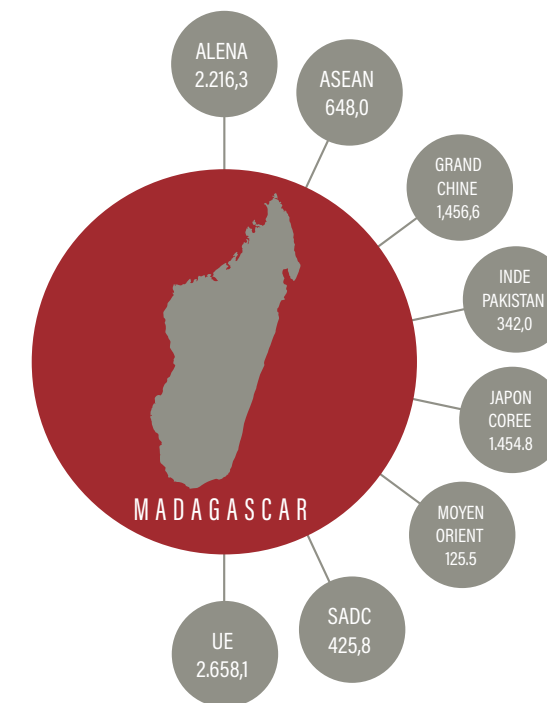 ALENA
2.216,3
ASEAN
648,0
GRAND
CHINE
1,456,6
INDE
PAKISTAN
342,0
JAPON
COREE
1.454.8
MOYEN
ORIENT
125.5
MADAGASCAR
SADC
425,8
UE
2.658,1